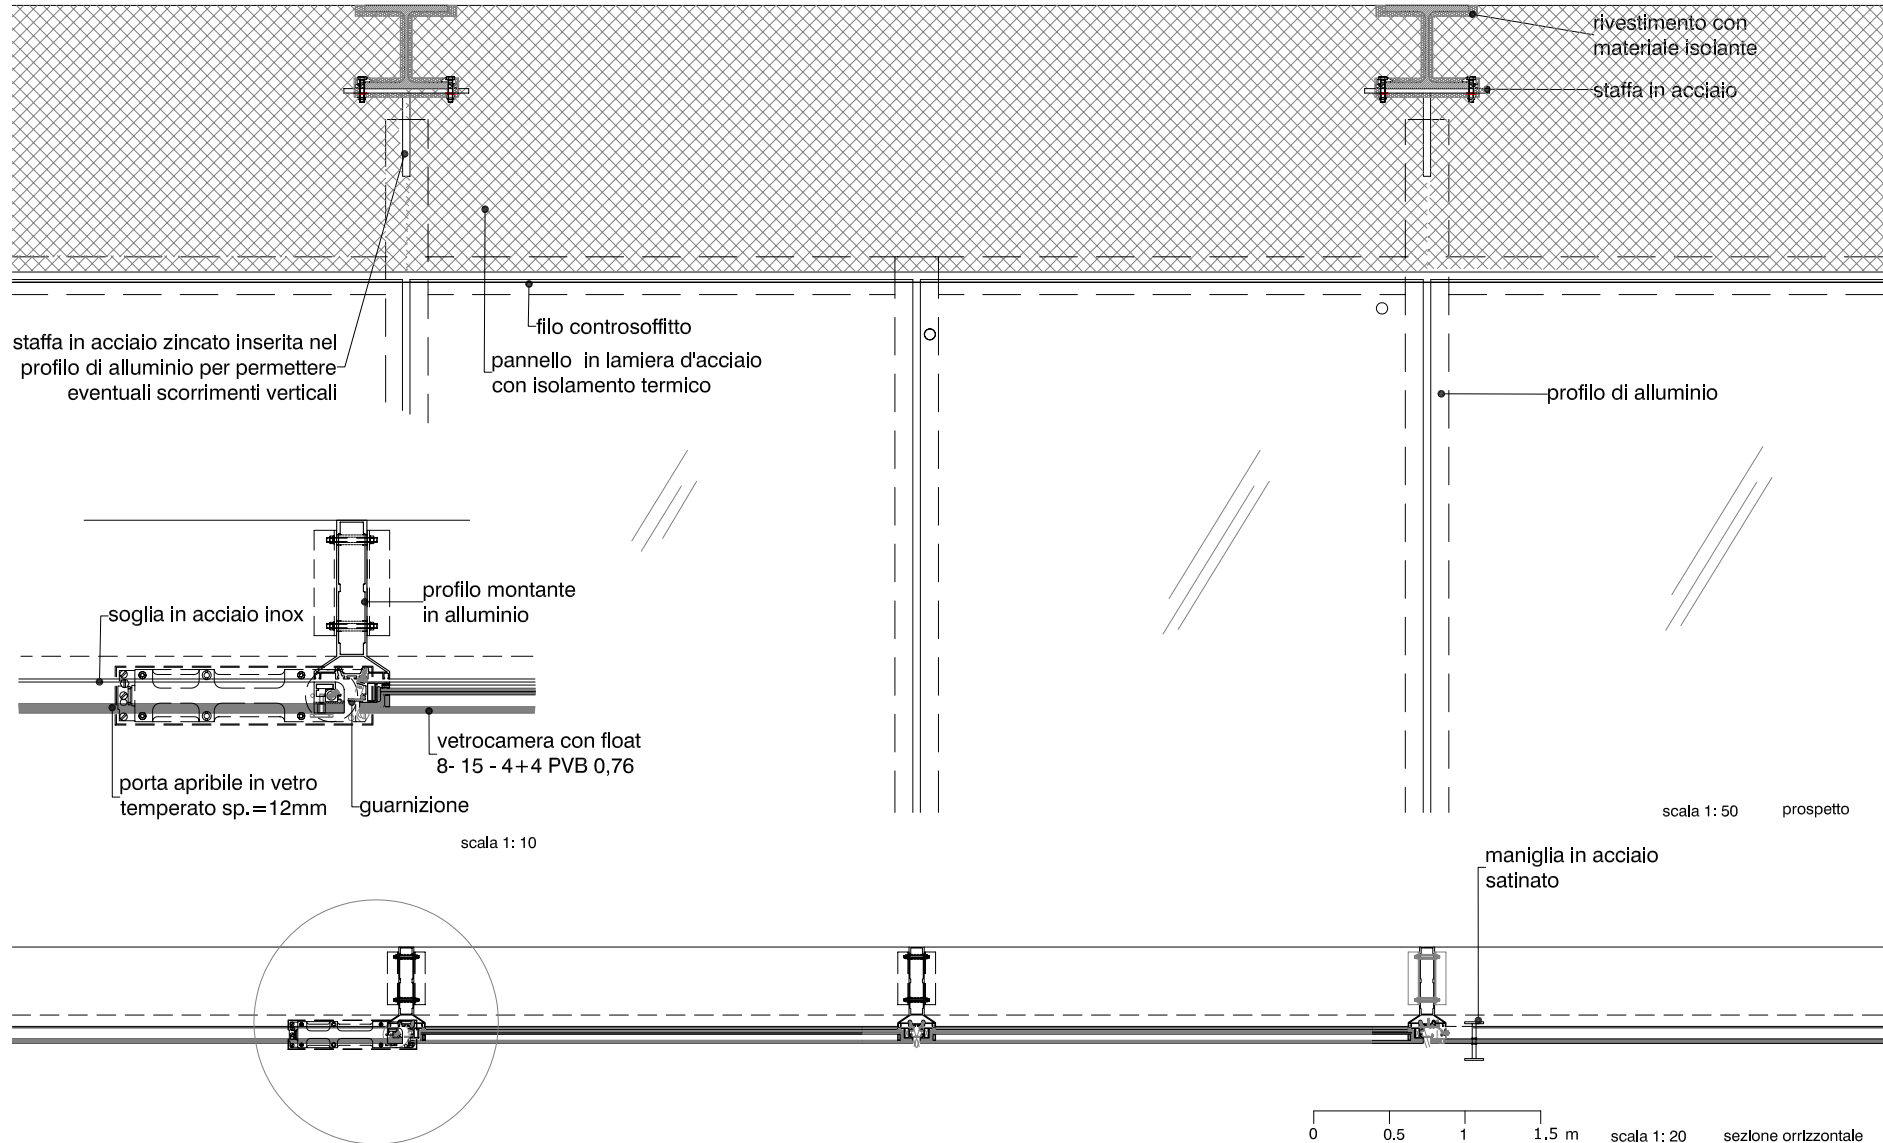 rivestimento con
materiale isolante
staffa in acciaio
filo controsoffitto
staffa in acciaio zincato inserita nel
profilo di alluminio per permettere
eventuali scorrimenti verticali
pannello in lamiera d'acciaio
con isolamento termico
profilo di alluminio
profilo montante
in alluminio
soglia in acciaio inox
vetrocamera con float
8- 15 - 4+4 PVB 0,76
porta apribile in vetro
temperato sp.=12mm
guarnizione
scala 1: 10
scala 1: 50 prospetto
maniglia in acciaio
satinato
0 0.5 1 1.5 m
scala 1: 20 sezione orrizzontale